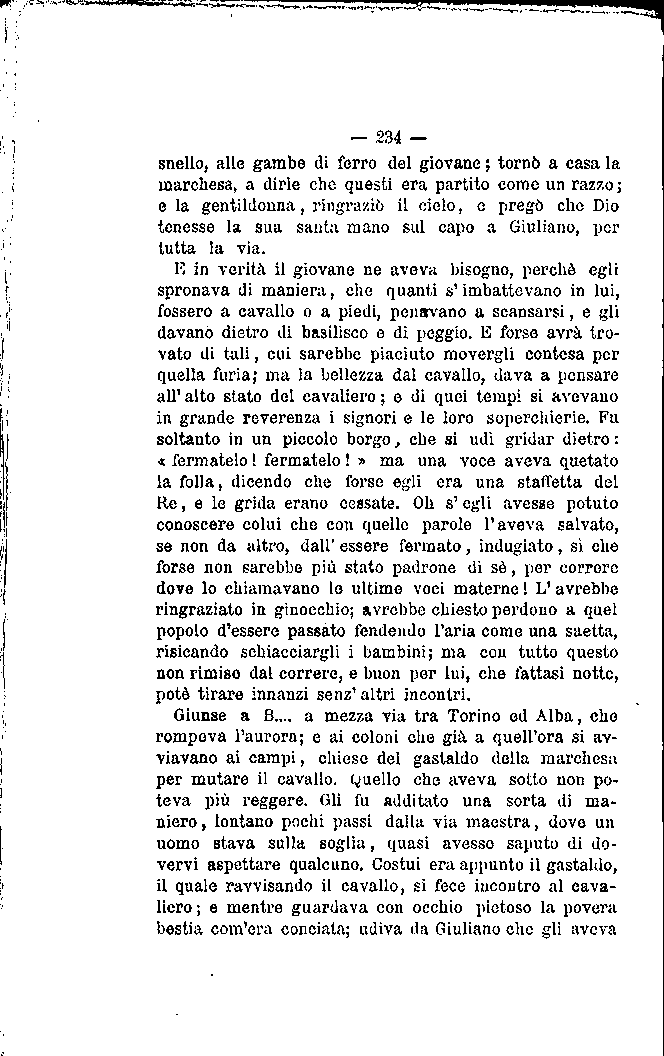 — 234 —
snello, alle gambe di ferro del giovane; tornò a casa la
marchesa, a dirle che questi era partito come un razzo;
e la gentildonna, ringraziò il cielo, e pregò che Dio
tenesse la sua santa mano sul capo a Giuliano, per
tutta la via.
E in verità il giovane ne aveva bisogno, perchè egli
spronava di maniera, che quanti s'imbattevano in lui,
fossero a cavallo o a piedi, penavano a scansarsi, e gli
davano dietro di basilisco e di peggio. E forse avrà tro-
vato di tali, cui sarebbe piaciuto movergli contesa per
quella furia; ma la bellezza dal cavallo, dava a pensare
all'alto stato del cavaliero; e di quei tempi si avevano
in grande reverenza i signori e le loro soperchierie. Fu
soltanto in un piccolo borgo, che si udì gridar dietro:
« fermatelo! fermatelo! » ma una voce aveva quetato
la folla, dicendo che forse egli era una staffetta del
Re, e le grida erano cessate. Oh s'egli avesse potuto
conoscere colui che con quelle parole l'aveva salvato,
se non da altro, dall'essere fermato, indugiato, sì che
forse non sarebbe più stato padrone di sè, per correre
dove lo chiamavano le ultime voci materne! L'avrebbe
ringraziato in ginocchio; avrebbe chiesto perdono a quel
popolo d'essere passato fendendo l'aria come una saetta,
risicando schiacciargli i bambini; ma con tutto questo
non rimise dal correre, e buon per lui, che fattasi notte,
potè tirare innanzi senz'altri incontri.
Giunse a B.... a mezza via tra Torino ed Alba, che
rompeva l'aurora; e ai coloni che già a quell'ora si av-
viavano ai campi, chiese del gastaldo della marchesa
per mutare il cavallo. Quello che aveva sotto non po-
teva più reggere. Gli fu additato una sorta di ma-
niero, lontano pochi passi dalla via maestra, dove un
uomo stava sulla soglia, quasi avesse saputo di do-
vervi aspettare qualcuno. Costui era appunto il gastaldo,
il quale ravvisando il cavallo, si fece incontro al cava-
liero; e mentre guardava con occhio pietoso la povera
bestia com'era conciata; udiva da Giuliano che gli aveva